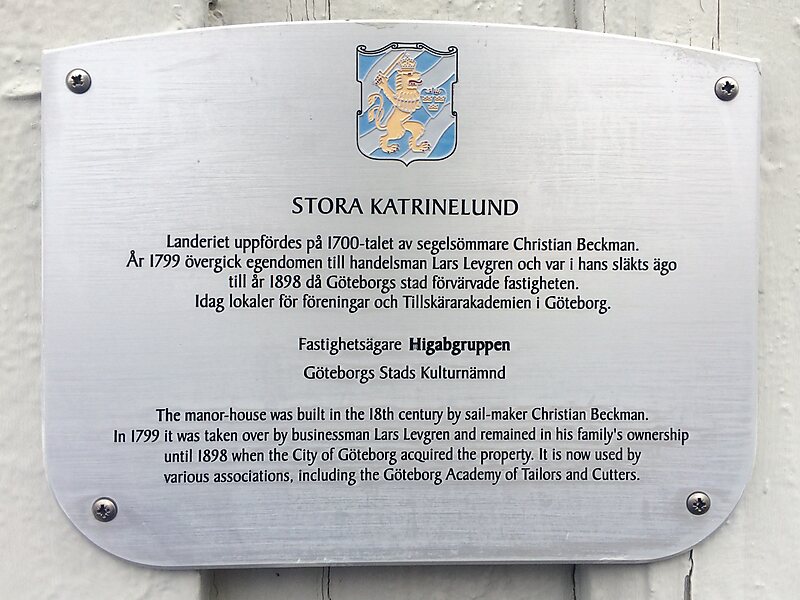 STORA KATRINELUND
Landeriet uppfördes på 1700-talet av segelsömmare Christian Beckman.
År 1799 övergick egendomen till handelsman Lars Levgren och var i hans släkts ägo
till år 1898 då Göteborgs stad förvärvade fastigheten.
Idag lokaler för föreningar och Tillskärarakademien i Göteborg.
Fastighetsägare Higabgruppen
Göteborgs Stads Kulturnämnd
The manor-house was built in the 18th century by sail-maker Christian Beckman.
In 1799 it was taken over by businessman Lars Levgren and remained in his family's ownership
until 1898 when the City of Göteborg acquired the property. It is now used by
various associations, including the Göteborg Academy of Tailors and Cutters.